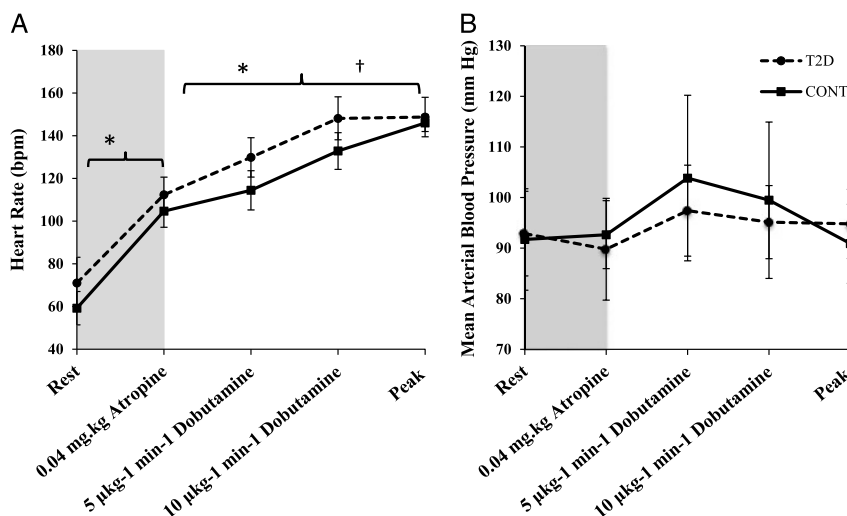 A
180
160
140
120
100
80
60
40
Heart Rate (bpm)
*
*
†
Rest
0.04 mg.kg Atropine
5 µkg-1 min-1 Dobutamine
10 µkg-1 min-1 Dobutamine
Peak
B
130
120
110
100
90
80
70
Mean Arterial Blood Pressure (mm Hg)
T2D
CONT
Rest
0.04 mg.kg Atropine
5 µkg-1 min-1 Dobutamine
10 µkg-1 min-1 Dobutamine
Peak